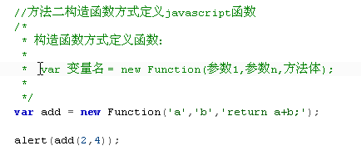 //方法二构造函数方式定义javascript函数
/*
* 构造函数方式定义函数:
*
* var 变量名 = new Function(参数1,参数n,方法体);
*
*/
var add = new Function('a','b','return a+b;');
alert(add(2,4));